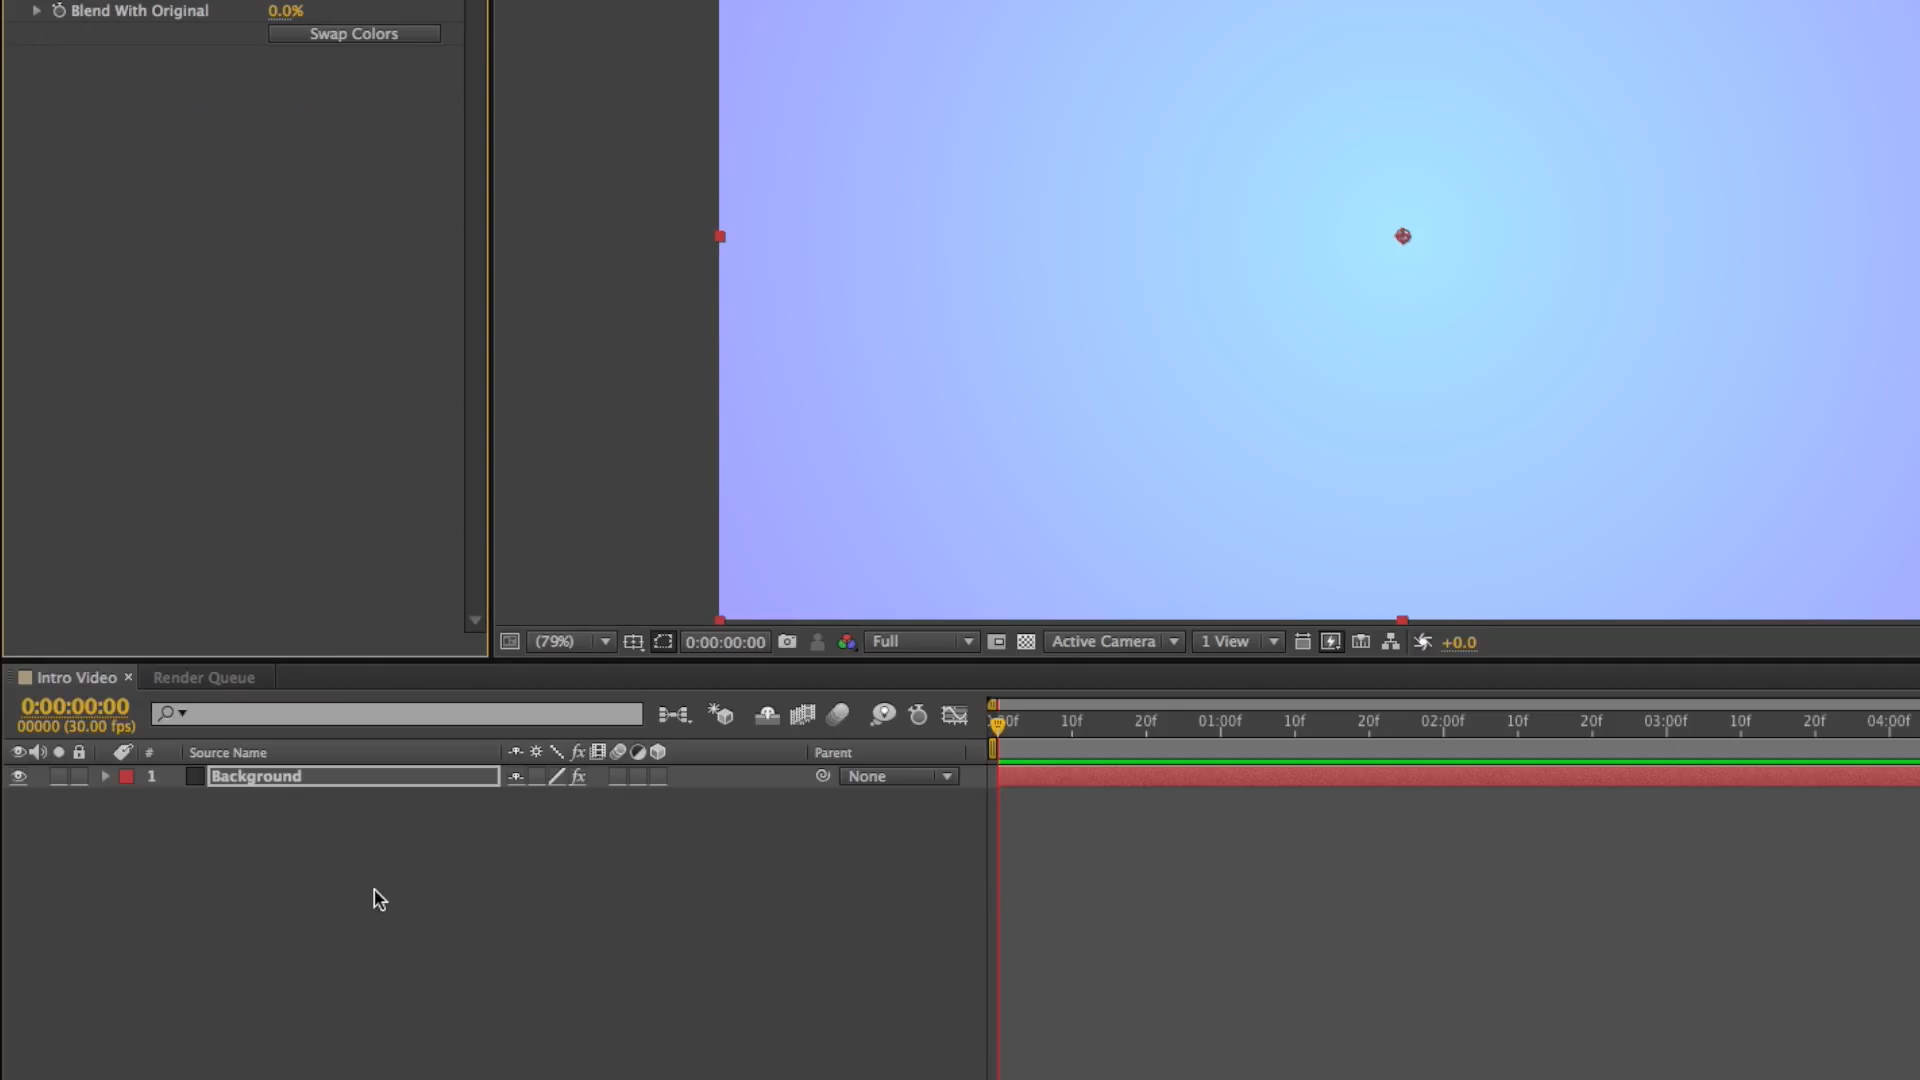 Blend With Original 0.0%
Swap Colors
(79%) 0:00:00:00 Full Active Camera 1 View +0.0
Intro Video × Render Queue
0:00:00:00
00000 (30.00 fps)
10f 20f 01:00f 10f 20f 02:00f 10f 20f 03:00f 10f 20f 04:00f
# Source Name fx Parent
1 Background fx None